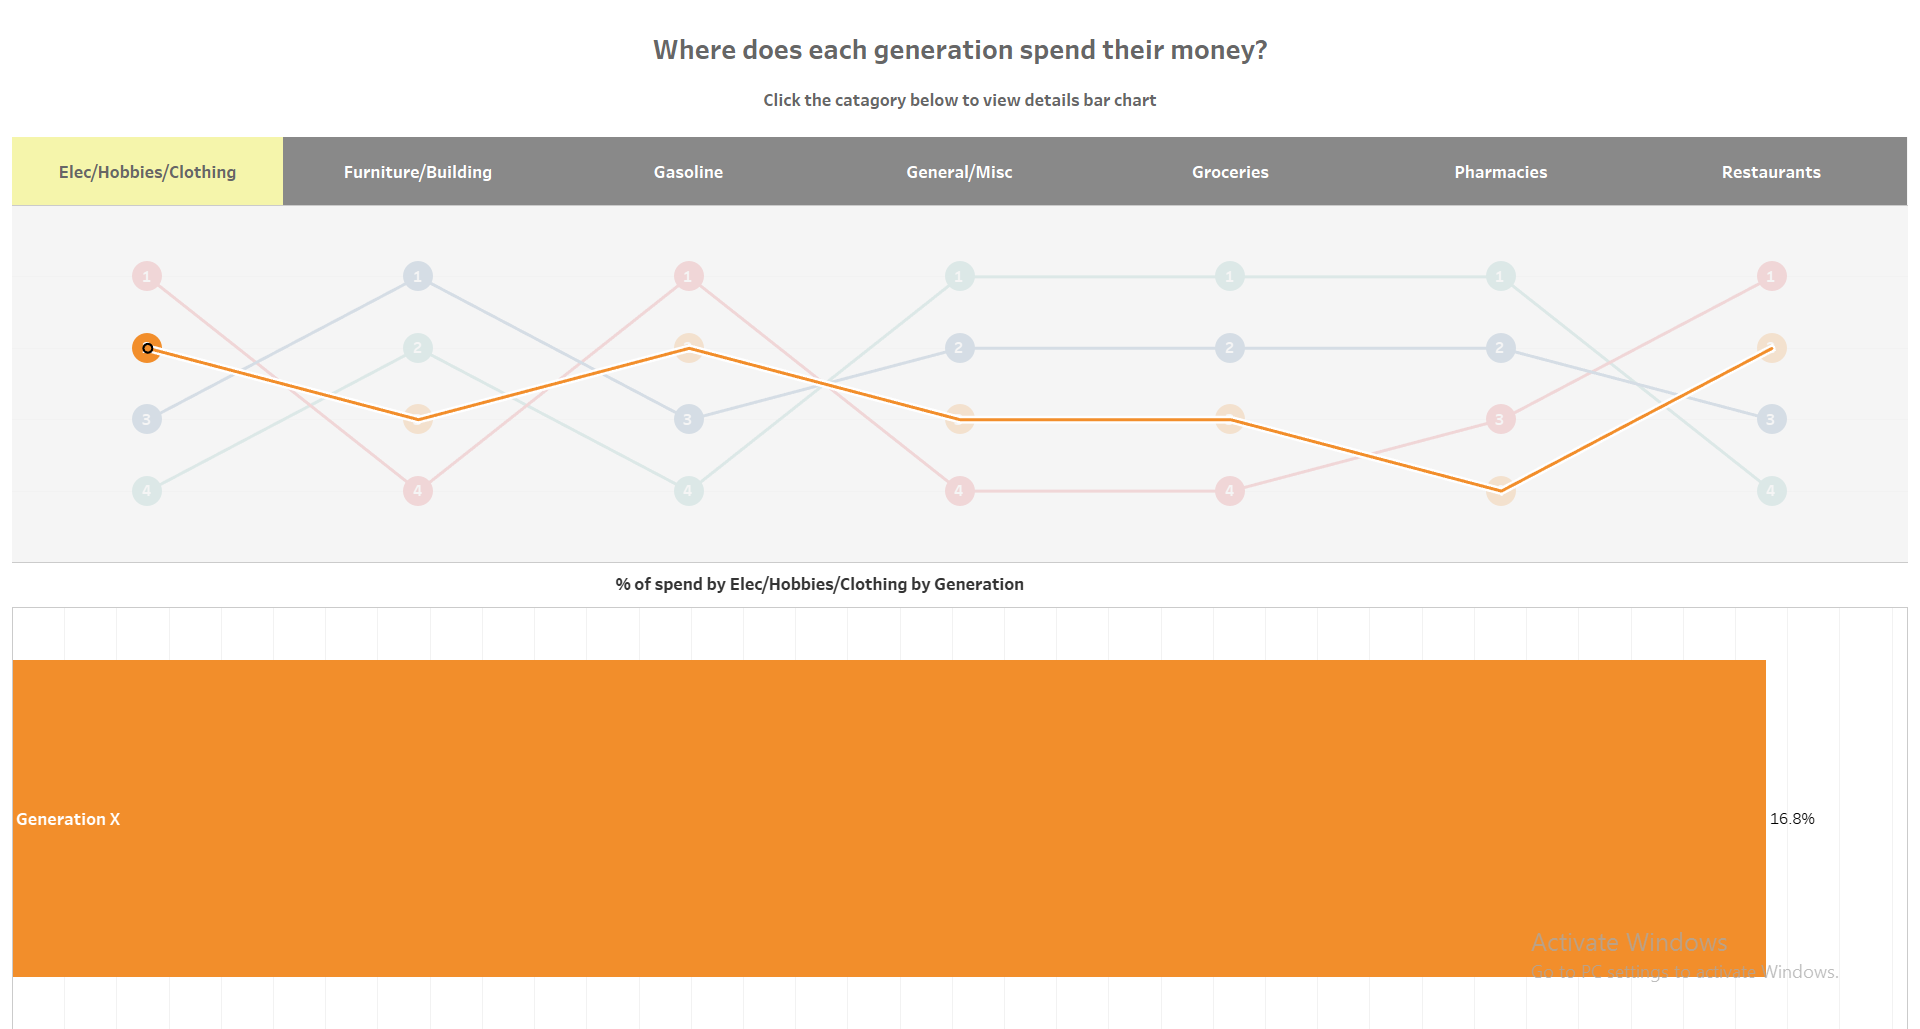 Where does each generation spend their money?
Click the catagory below to view details bar chart
Elec/Hobbies/Clothing Furniture/Building Gasoline General/Misc Groceries Pharmacies Restaurants
1 1 1 1 1 1 1
2 2 2 2
3 3 3
4 4 4 4 4 4
% of spend by Elec/Hobbies/Clothing by Generation
Generation X 16.8%
Activate Windows
Go to PC settings to activate Windows.